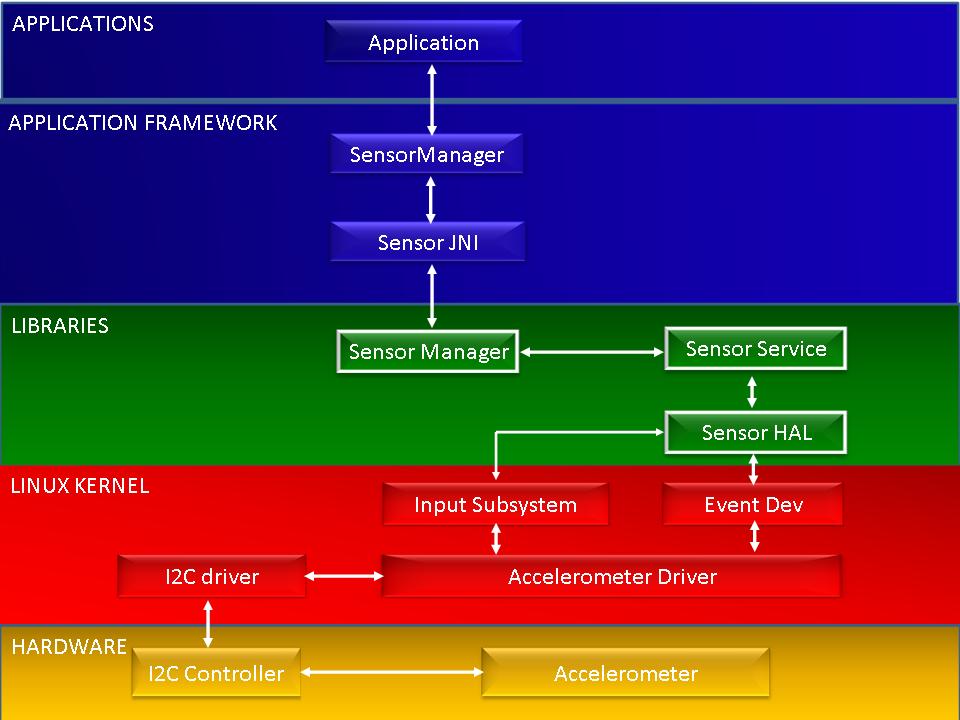 APPLICATIONS
Application
APPLICATION FRAMEWORK
SensorManager
Sensor JNI
LIBRARIES
Sensor Manager
Sensor Service
Sensor HAL
LINUX KERNEL
Input Subsystem
Event Dev
I2C driver
Accelerometer Driver
HARDWARE
I2C Controller
Accelerometer